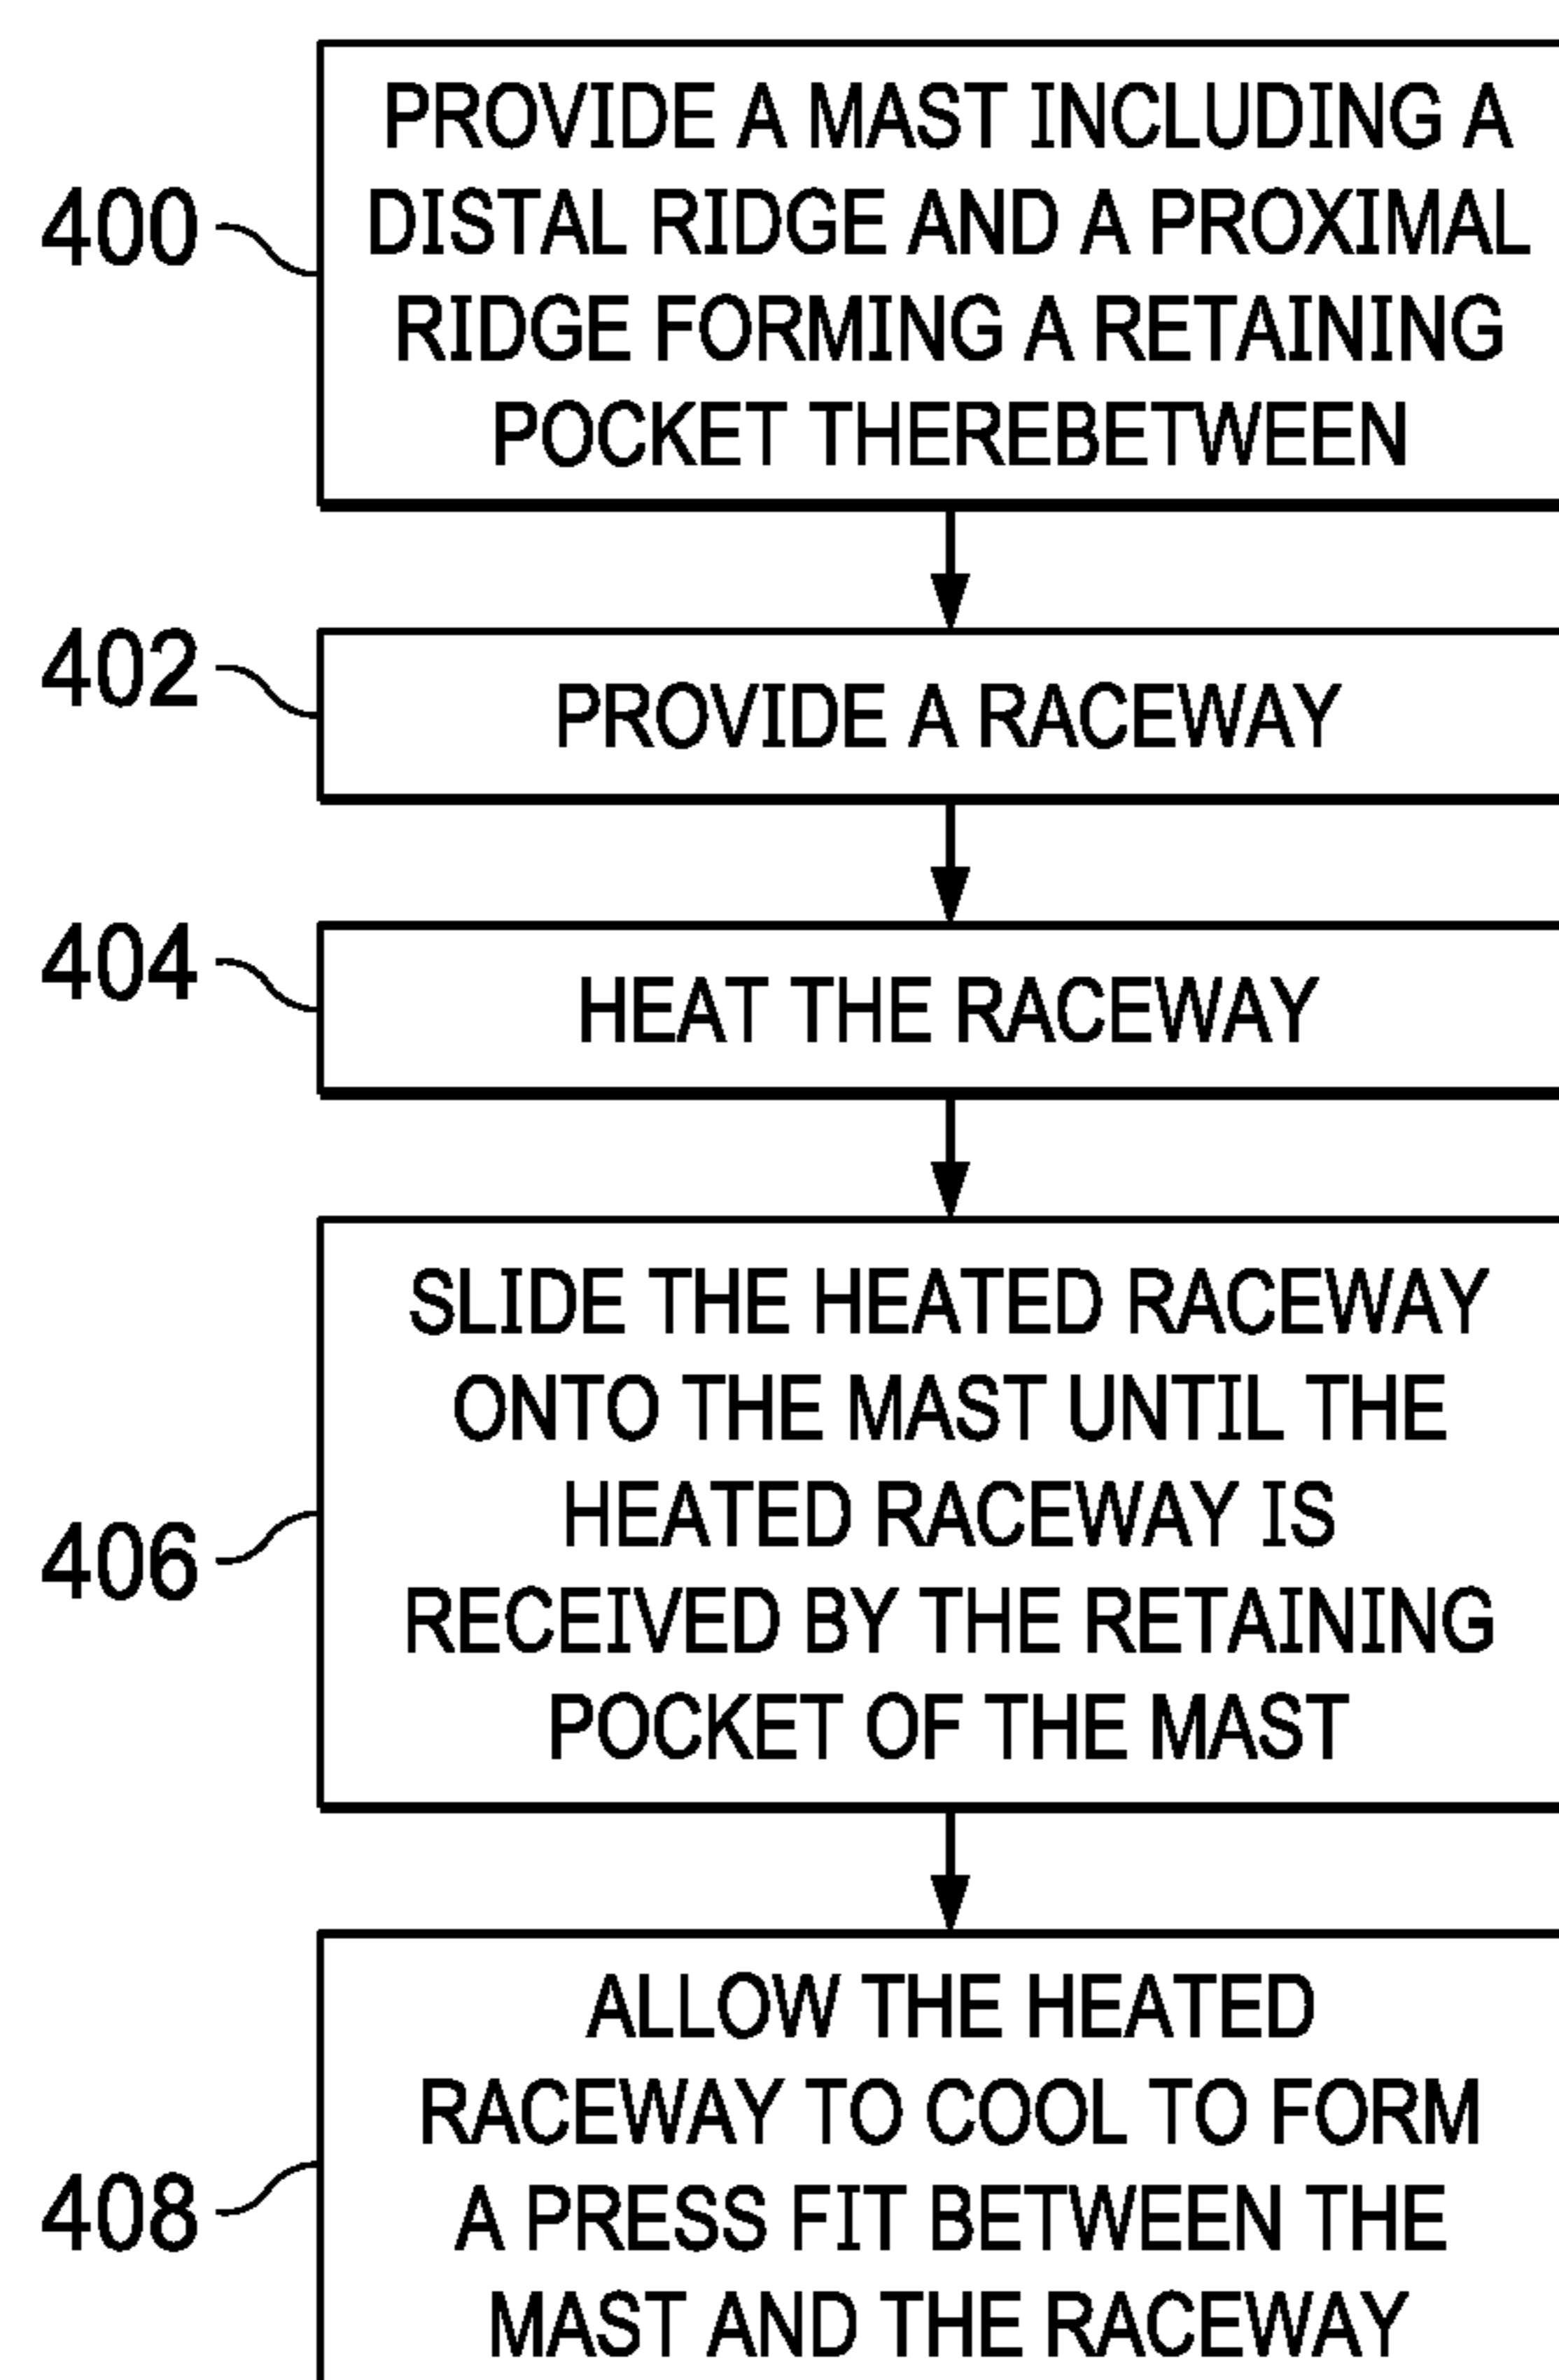 400
PROVIDE A MAST INCLUDING A
DISTAL RIDGE AND A PROXIMAL
RIDGE FORMING A RETAINING
POCKET THEREBETWEEN
402
PROVIDE A RACEWAY
404
HEAT THE RACEWAY
406
SLIDE THE HEATED RACEWAY
ONTO THE MAST UNTIL THE
HEATED RACEWAY IS
RECEIVED BY THE RETAINING
POCKET OF THE MAST
408
ALLOW THE HEATED
RACEWAY TO COOL TO FORM
A PRESS FIT BETWEEN THE
MAST AND THE RACEWAY